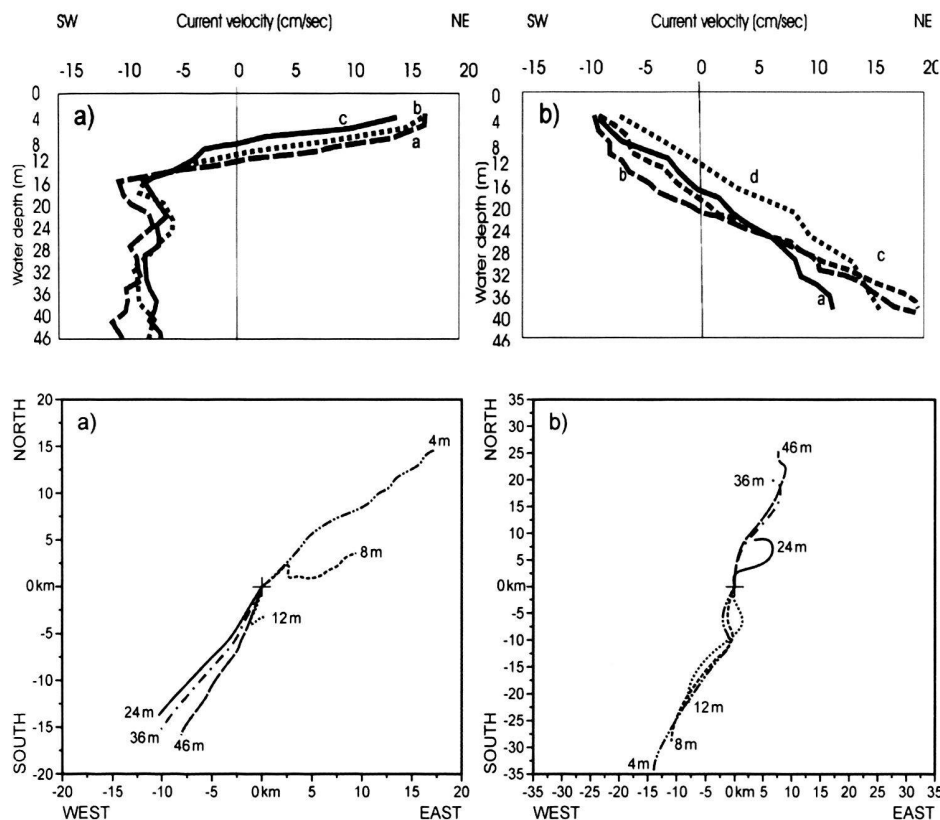 SW Current velocity (cm/sec) NE
-15 -10 -5 0 5 10 15 20
a)
Water depth (m)
0
4
8
12
16
20
24
28
32
36
40
46
c
b
a
SW Current velocity (cm/sec) NE
-15 -10 -5 0 5 10 15 20
b)
Water depth (m)
0
4
8
12
16
20
24
28
32
36
40
46
d
b
c
a
a)
NORTH
SOUTH
20
15
10
5
0km
-5
-10
-15
-20
4m
8m
12m
24m
36m
46m
-20 -15 -10 -5 0km 5 10 15 20
WEST EAST
b)
NORTH
SOUTH
35
30
25
20
15
10
5
0km
-5
-10
-15
-20
-25
-30
-35
46m
36m
24m
12m
8m
4m
-35 -30 -25 -20 -15 -10 -5 0km 5 10 15 20 25 30 35
WEST EAST